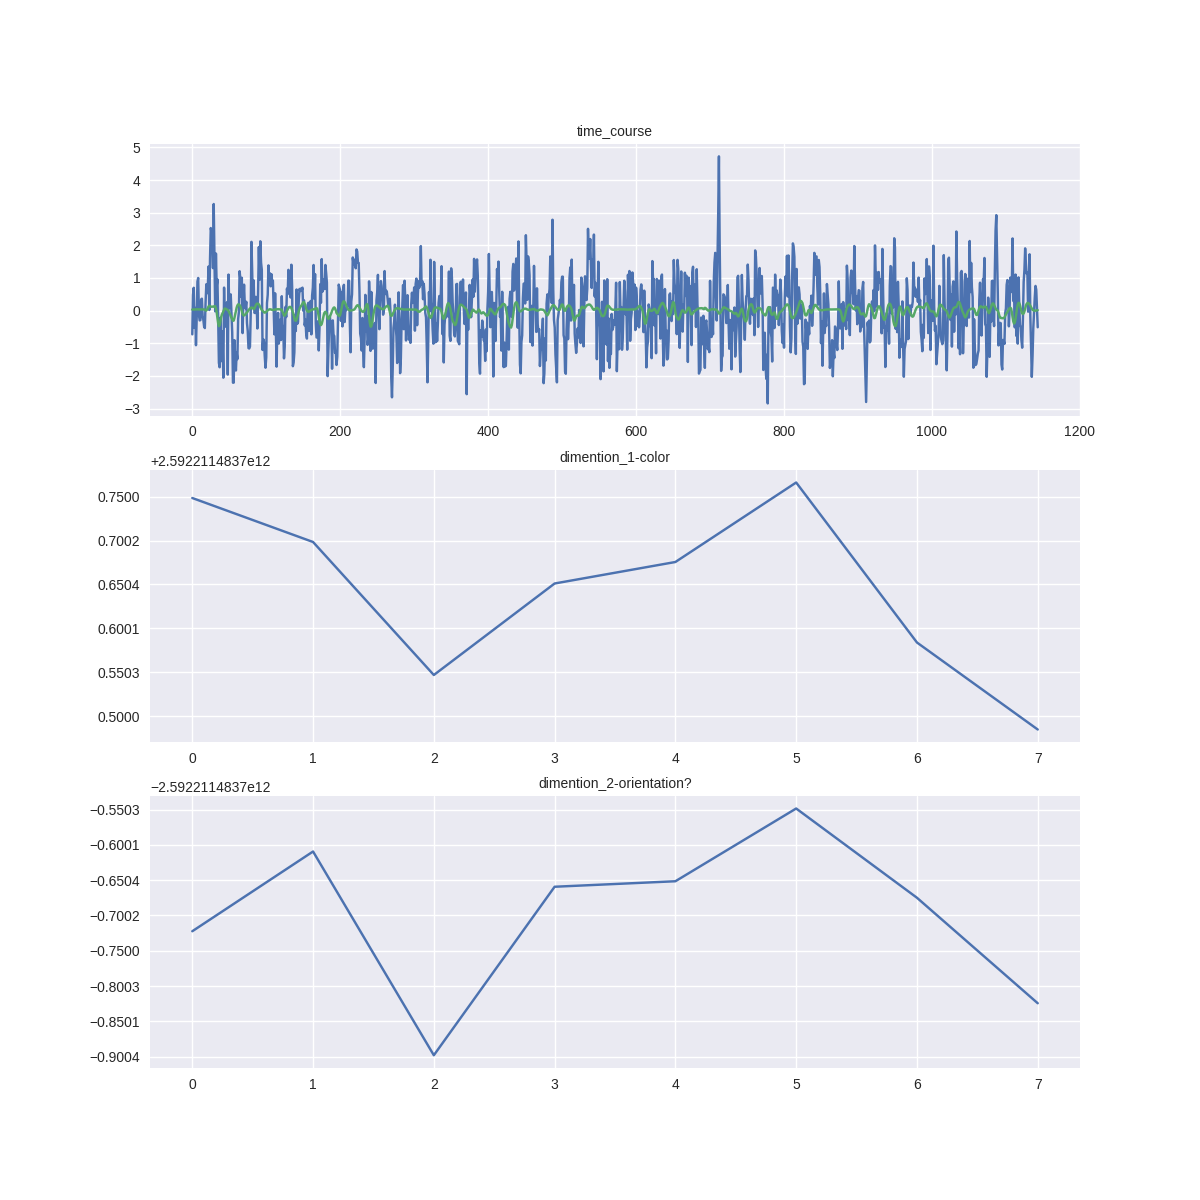 time_course
5
4
3
2
1
0
−1
−2
−3
0 200 400 600 800 1000 1200
dimention_1-color
+2.5922114837e12
0.7500
0.7002
0.6504
0.6001
0.5503
0.5000
0 1 2 3 4 5 6 7
dimention_2-orientation?
−2.5922114837e12
−0.5503
−0.6001
−0.6504
−0.7002
−0.7500
−0.8003
−0.8501
−0.9004
0 1 2 3 4 5 6 7